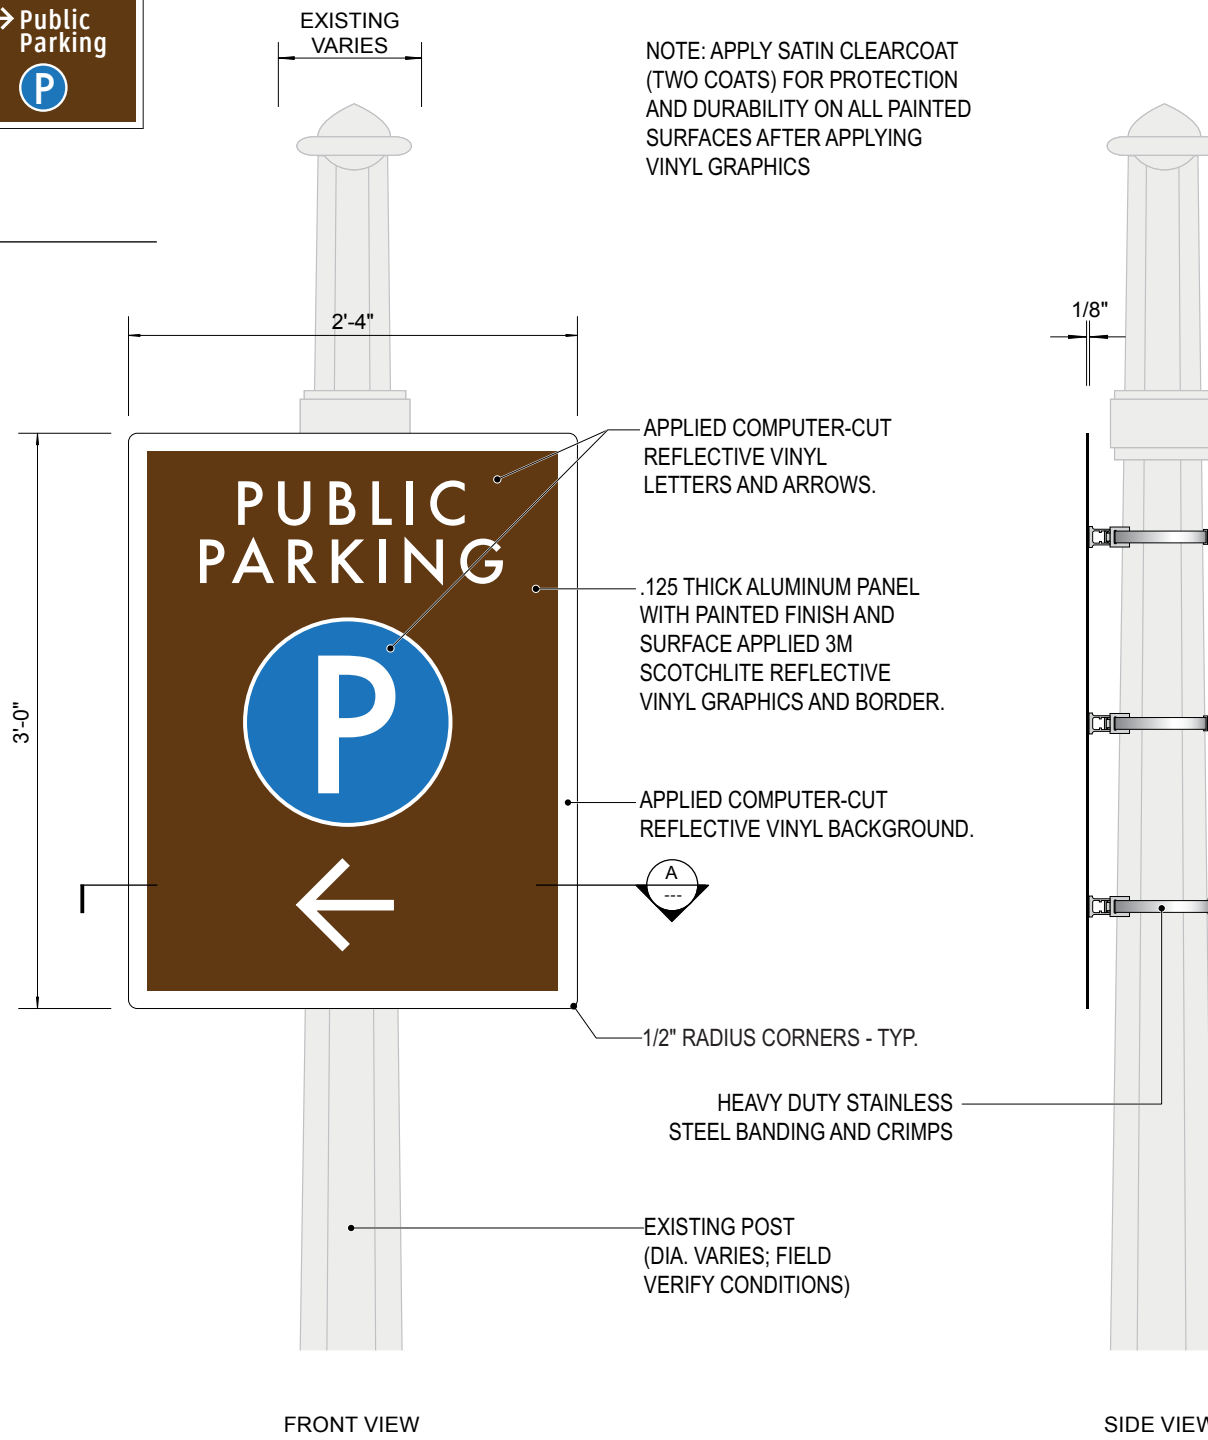 Public
Parking
P
EXISTING
VARIES
NOTE: APPLY SATIN CLEARCOAT
(TWO COATS) FOR PROTECTION
AND DURABILITY ON ALL PAINTED
SURFACES AFTER APPLYING
VINYL GRAPHICS
2'-4"
1/8"
3'-0"
PUBLIC
PARKING
P
APPLIED COMPUTER-CUT
REFLECTIVE VINYL
LETTERS AND ARROWS.
.125 THICK ALUMINUM PANEL
WITH PAINTED FINISH AND
SURFACE APPLIED 3M
SCOTCHLITE REFLECTIVE
VINYL GRAPHICS AND BORDER.
APPLIED COMPUTER-CUT
REFLECTIVE VINYL BACKGROUND.
A
---
1/2" RADIUS CORNERS - TYP.
HEAVY DUTY STAINLESS
STEEL BANDING AND CRIMPS
EXISTING POST
(DIA. VARIES; FIELD
VERIFY CONDITIONS)
FRONT VIEW
SIDE VIEW